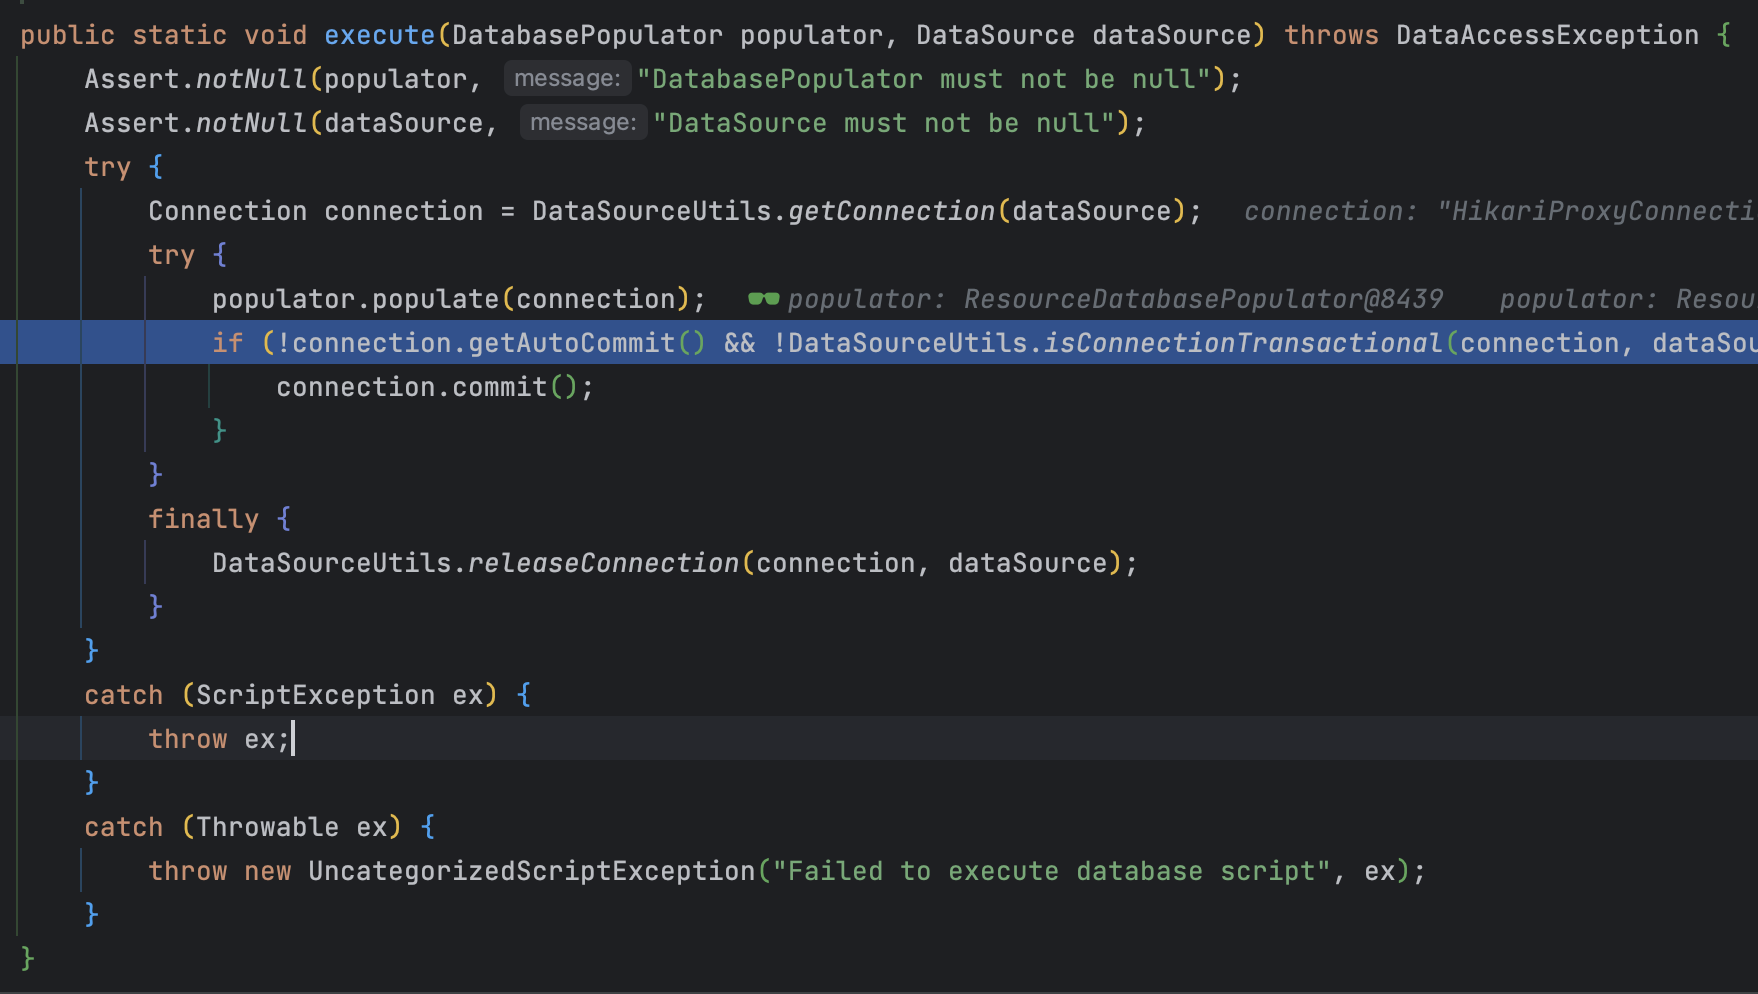 public static void execute(DatabasePopulator populator, DataSource dataSource) throws DataAccessException {
Assert.notNull(populator, message: "DatabasePopulator must not be null");
Assert.notNull(dataSource, message: "DataSource must not be null");
try {
Connection connection = DataSourceUtils.getConnection(dataSource); connection: "HikariProxyConnecti
try {
populator.populate(connection); populator: ResourceDatabasePopulator@8439 populator: Resou
if (!connection.getAutoCommit() && !DataSourceUtils.isConnectionTransactional(connection, dataSou
connection.commit();
}
}
finally {
DataSourceUtils.releaseConnection(connection, dataSource);
}
}
catch (ScriptException ex) {
throw ex;
}
catch (Throwable ex) {
throw new UncategorizedScriptException("Failed to execute database script", ex);
}
}